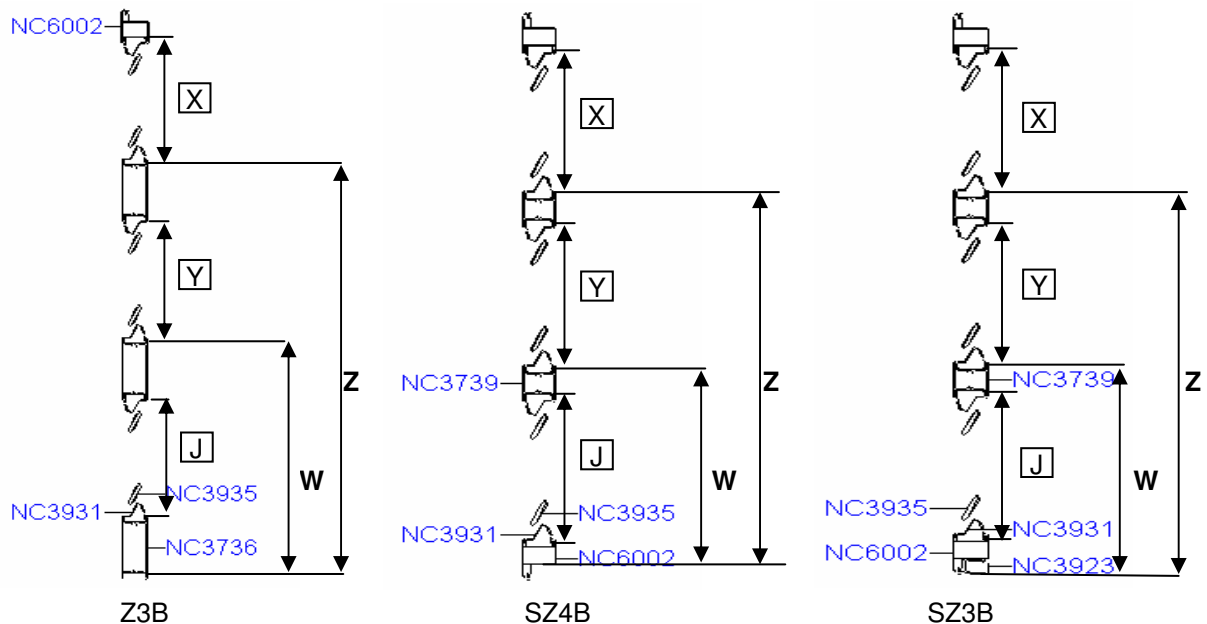 NC6002
X
Y
J
Z
W
NC3935
NC3931
NC3736
Z3B
X
Y
NC3739
J
Z
W
NC3935
NC3931
NC6002
SZ4B
X
Y
NC3739
J
Z
W
NC3935
NC3931
NC6002
NC3923
SZ3B